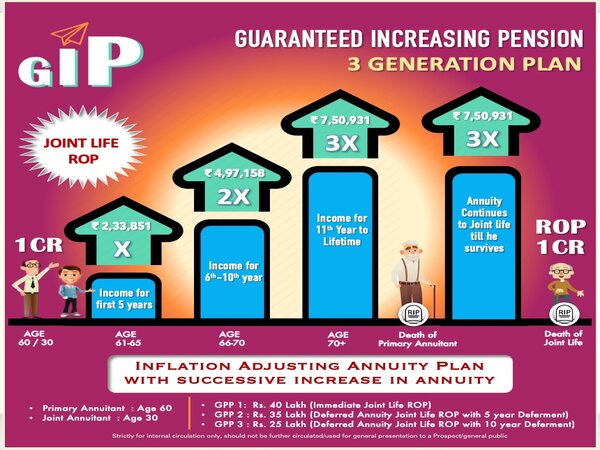 GIP
GUARANTEED INCREASING PENSION
3 GENERATION PLAN
JOINT LIFE
ROP
₹ 2,33,851
X
₹ 4,97,158
2X
₹ 7,50,931
3X
₹ 7,50,931
3X
1 CR
Income for
first 5 years
Income for
6th-10th year
Income for
11th Year to
Lifetime
Annuity
Continues
to Joint life
till he
survives
ROP
1 CR
RIP
RIP
AGE
60 / 30
AGE
61-65
AGE
66-70
AGE
70+
Death of
Primary Annuitant
Death of
Joint Life
INFLATION ADJUSTING ANNUITY PLAN
WITH SUCCESSIVE INCREASE IN ANNUITY
• Primary Annuitant : Age 60
• Joint Annuitant : Age 30
• GPP 1: Rs. 40 Lakh (Immediate Joint Life ROP)
• GPP 2 : Rs. 35 Lakh (Deferred Annuity Joint Life ROP with 5 year Deferment)
• GPP 3 : Rs. 25 Lakh (Deferred Annuity Joint Life ROP with 10 year Deferment)
Strictly for internal circulation only, should not be further circulated/used for general presentation to a Prospect/general public